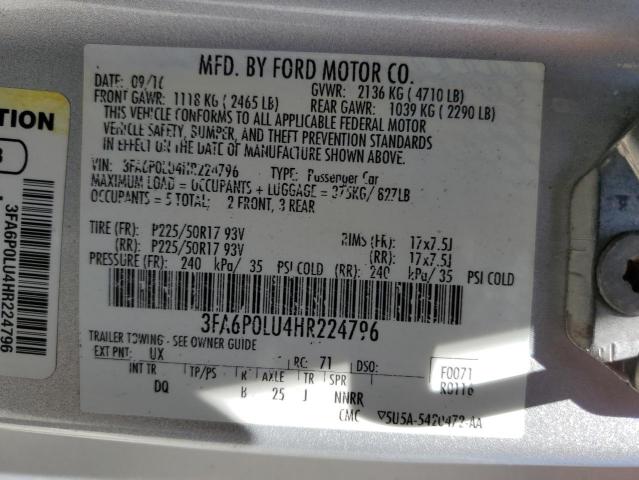 MFD. BY FORD MOTOR CO.
DATE: 09/16 GVWR: 2136 KG ( 4710 LB)
FRONT GAWR: 1118 KG ( 2465 LB) REAR GAWR: 1039 KG ( 2290 LB)
THIS VEHICLE CONFORMS TO ALL APPLICABLE FEDERAL MOTOR
VEHICLE SAFETY, BUMPER, AND THEFT PREVENTION STANDARDS
IN EFFECT ON THE DATE OF MANUFACTURE SHOWN ABOVE.
VIN: 3FA6P0LU4HR224796 TYPE: Passenger Car
MAXIMUM LOAD = OCCUPANTS + LUGGAGE = 375KG/ 827LB
OCCUPANTS = 5 TOTAL: 2 FRONT, 3 REAR
TIRE (FR): P225/50R17 93V RIMS (FR): 17x7.5J
(RR): P225/50R17 93V (RR): 17x7.5J
PRESSURE (FR): 240 kPa/ 35 PSI COLD (RR): 240 kPa/ 35 PSI COLD
3FA6P0LU4HR224796
TRAILER TOWING - SEE OWNER GUIDE
EXT PNT: UX RC: 71 DSO: F0071
R0116
INT TR TP/PS R AXLE TR SPR
DQ B 25 J NNRR
CMC 5U5A-5420472-AA
TION
3
3FA6P0LU4HR224796